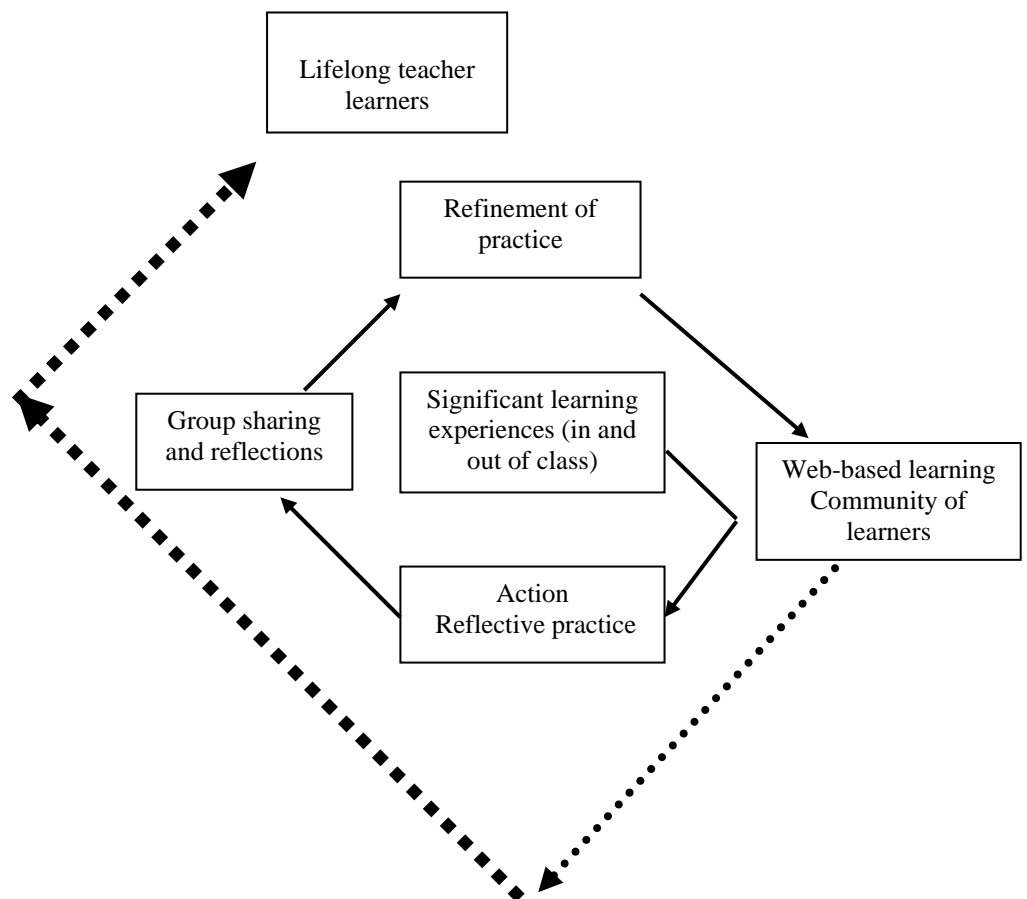 Lifelong teacher
learners
Refinement of
practice
Group sharing
and reflections
Significant learning
experiences (in and
out of class)
Web-based learning
Community of
learners
Action
Reflective practice